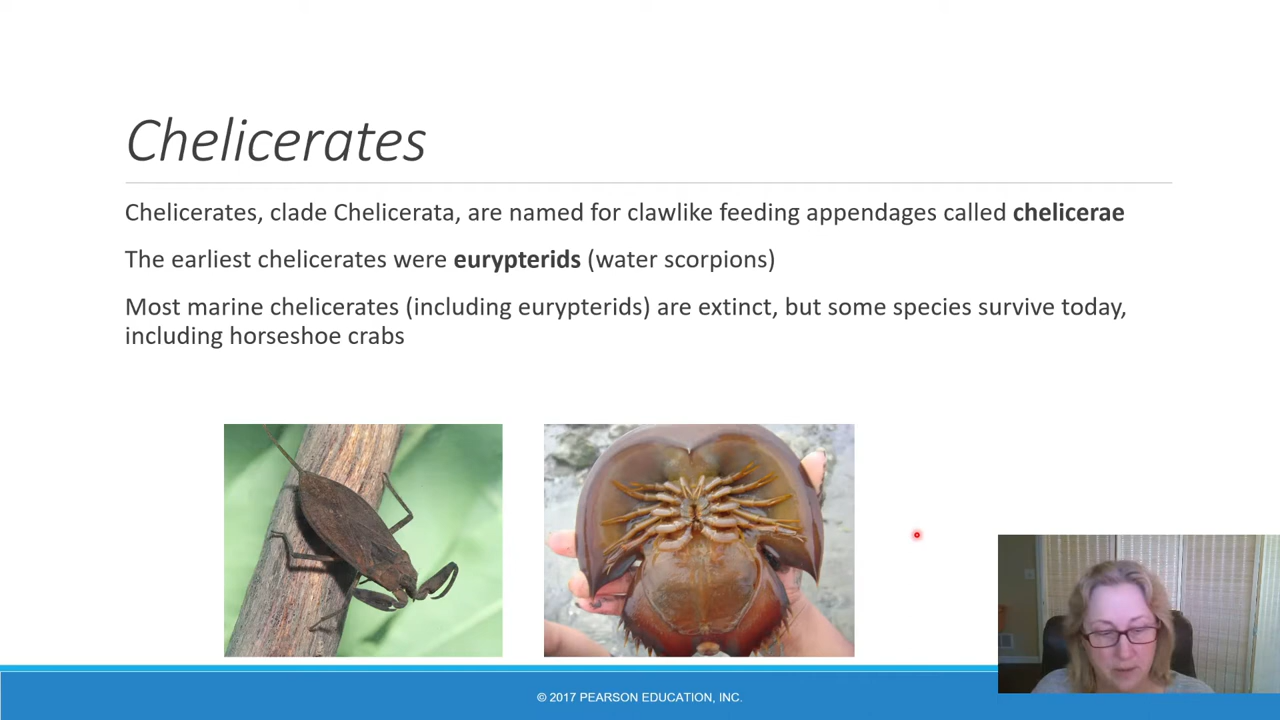 Chelicerates
Chelicerates, clade Chelicerata, are named for clawlike feeding appendages called chelicerae
The earliest chelicerates were eurypterids (water scorpions)
Most marine chelicerates (including eurypterids) are extinct, but some species survive today,
including horseshoe crabs
© 2017 PEARSON EDUCATION, INC.